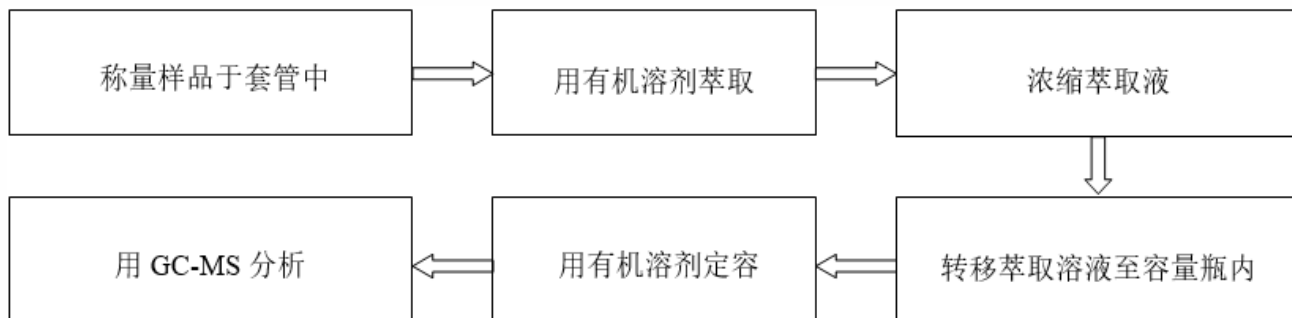 称量样品于套管中
用有机溶剂萃取
浓缩萃取液
转移萃取溶液至容量瓶内
用有机溶剂定容
用 GC-MS 分析